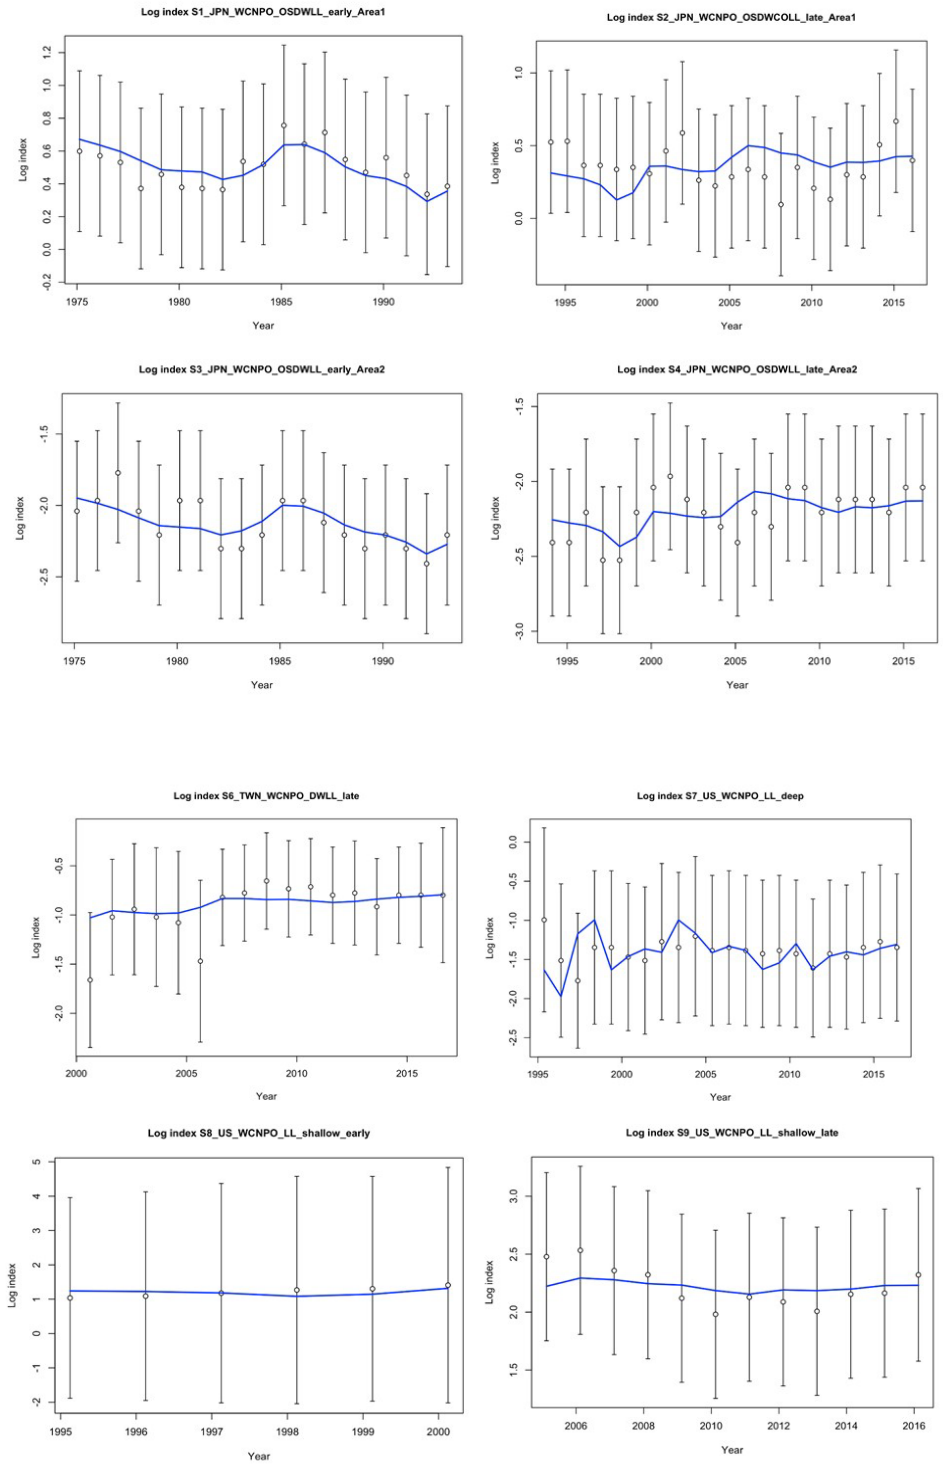 Log index S1_JPN_WCNPO_OSDWLL_early_Area1
Log index
1.2
1.0
0.8
0.6
0.4
0.2
0.0
-0.2
1975 1980 1985 1990
Year
Log index S2_JPN_WCNPO_OSDWCOLL_late_Area1
Log index
1.0
0.5
0.0
1995 2000 2005 2010 2015
Year
Log index S3_JPN_WCNPO_OSDWLL_early_Area2
Log index
-1.5
-2.0
-2.5
1975 1980 1985 1990
Year
Log index S4_JPN_WCNPO_OSDWLL_late_Area2
Log index
-1.5
-2.0
-2.5
-3.0
1995 2000 2005 2010 2015
Year
Log index S6_TWN_WCNPO_DWLL_late
Log index
-0.5
-1.0
-1.5
-2.0
2000 2005 2010 2015
Year
Log index S7_US_WCNPO_LL_deep
Log index
0.0
-0.5
-1.0
-1.5
-2.0
-2.5
1995 2000 2005 2010 2015
Year
Log index S8_US_WCNPO_LL_shallow_early
Log index
5
4
3
2
1
0
-1
-2
1995 1996 1997 1998 1999 2000
Year
Log index S9_US_WCNPO_LL_shallow_late
Log index
3.0
2.5
2.0
1.5
2006 2008 2010 2012 2014 2016
Year